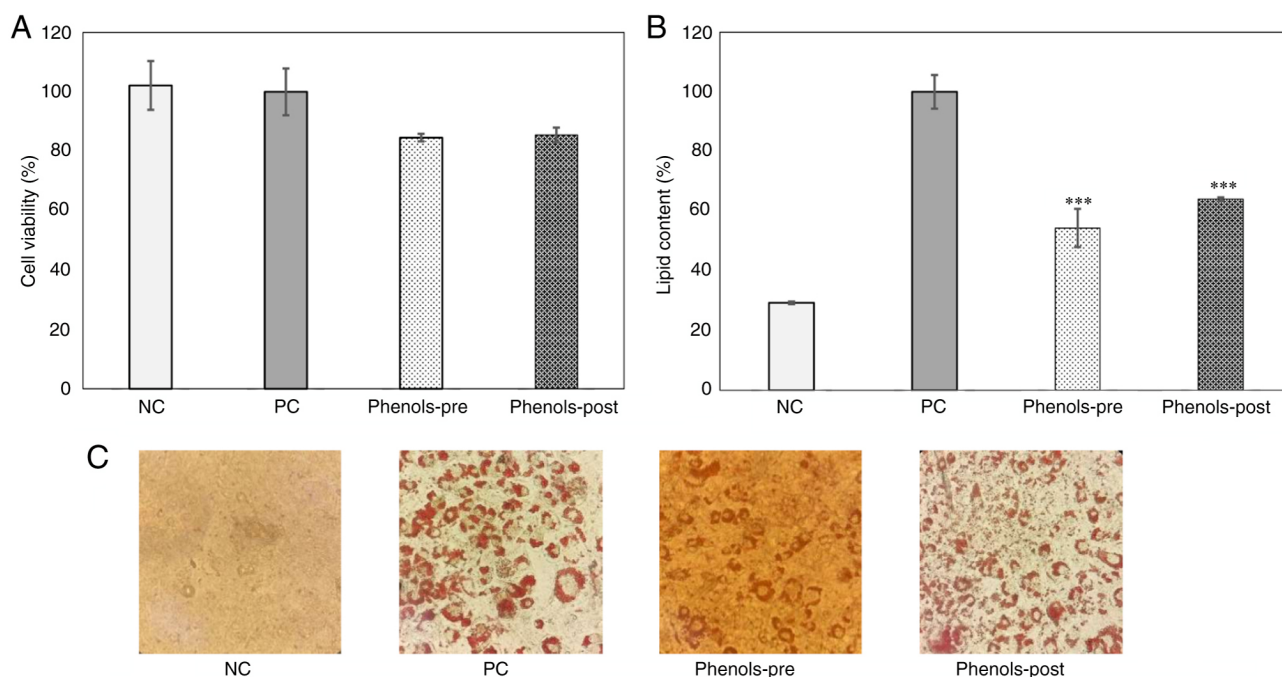 A
Cell viability (%)
120
100
80
60
40
20
0
NC PC Phenols-pre Phenols-post
B
Lipid content (%)
120
100
80
60
40
20
0
***
***
NC PC Phenols-pre Phenols-post
C
NC PC Phenols-pre Phenols-post